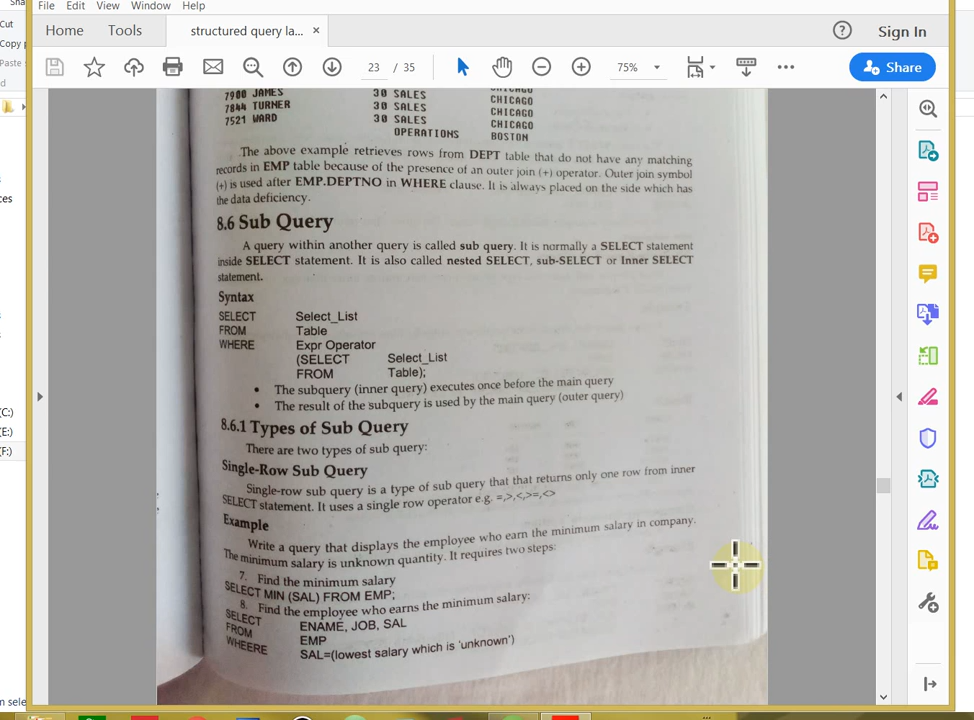 File Edit View Window Help
Home Tools structured query la... ×
Sign In
Cut
Copy
Paste
23 / 35
75%
Share
7900 JAMES 30 SALES CHICAGO
7844 TURNER 30 SALES CHICAGO
7521 WARD 30 SALES CHICAGO
OPERATIONS BOSTON
The above example retrieves rows from DEPT table that do not have any matching
records in EMP table because of the presence of an outer join (+) operator. Outer join symbol
(+) is used after EMP.DEPTNO in WHERE clause. It is always placed on the side which has
the data deficiency.
8.6 Sub Query
A query within another query is called sub query. It is normally a SELECT statement
inside SELECT statement. It is also called nested SELECT, sub-SELECT or Inner SELECT
statement.
Syntax
SELECT Select_List
FROM Table
WHERE Expr Operator
(SELECT Select_List
FROM Table);
• The subquery (inner query) executes once before the main query
• The result of the subquery is used by the main query (outer query)
8.6.1 Types of Sub Query
There are two types of sub query:
Single-Row Sub Query
Single-row sub query is a type of sub query that that returns only one row from inner
SELECT statement. It uses a single row operator e.g. =,>,<,>=,<>
Example
Write a query that displays the employee who earn the minimum salary in company.
The minimum salary is unknown quantity. It requires two steps:
7. Find the minimum salary
SELECT MIN (SAL) FROM EMP;
8. Find the employee who earns the minimum salary:
SELECT ENAME, JOB, SAL
FROM EMP
WHEERE SAL=(lowest salary which is 'unknown')
(C:)
(E:)
(F:)